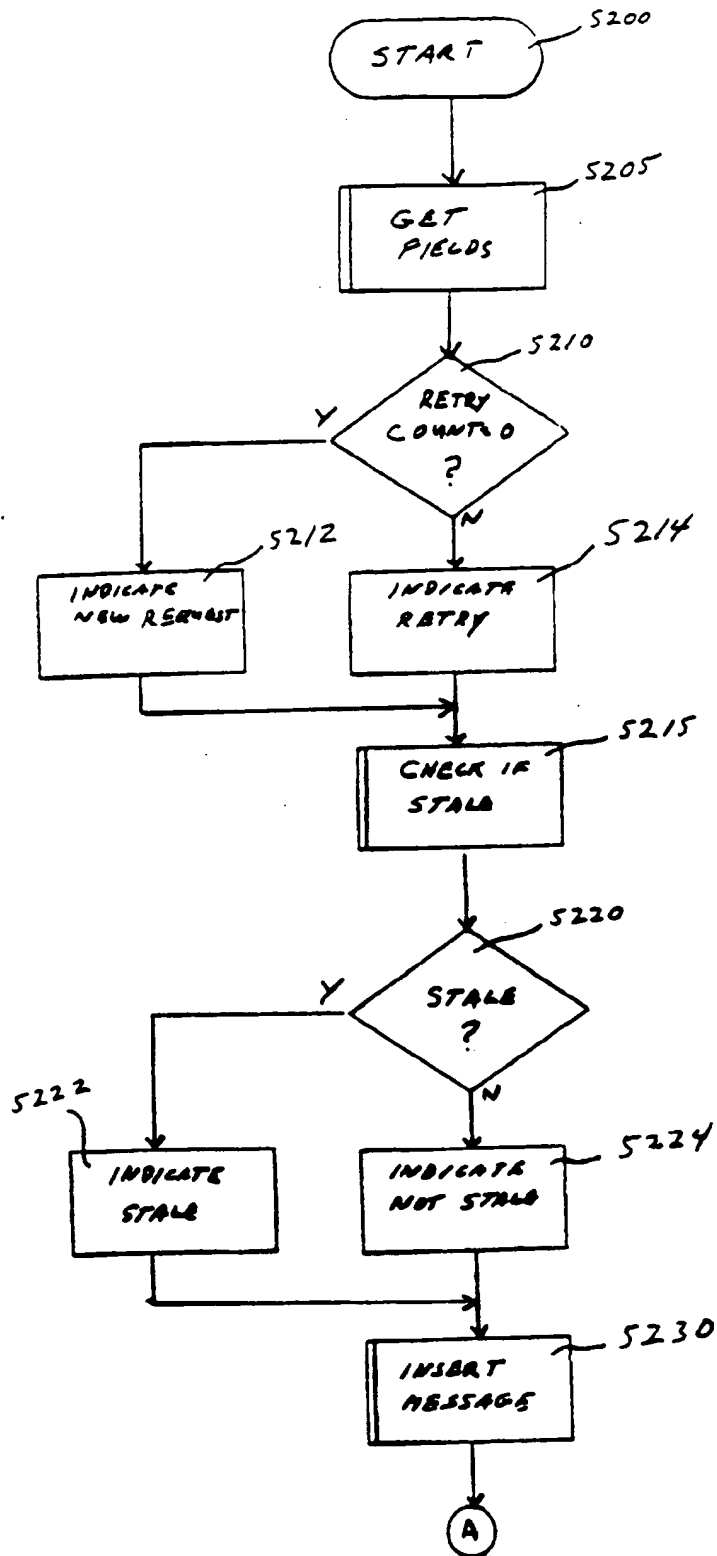 5200
START
5205
GET
FIELDS
5210
RETRY
COUNT=0
?
Y
N
5212
INDICATE
NEW REQUEST
5214
INDICATE
RETRY
5215
CHECK IF
STALE
5220
STALE
?
Y
N
5222
INDICATE
STALE
5224
INDICATE
NOT STALE
5230
INSERT
MESSAGE
A